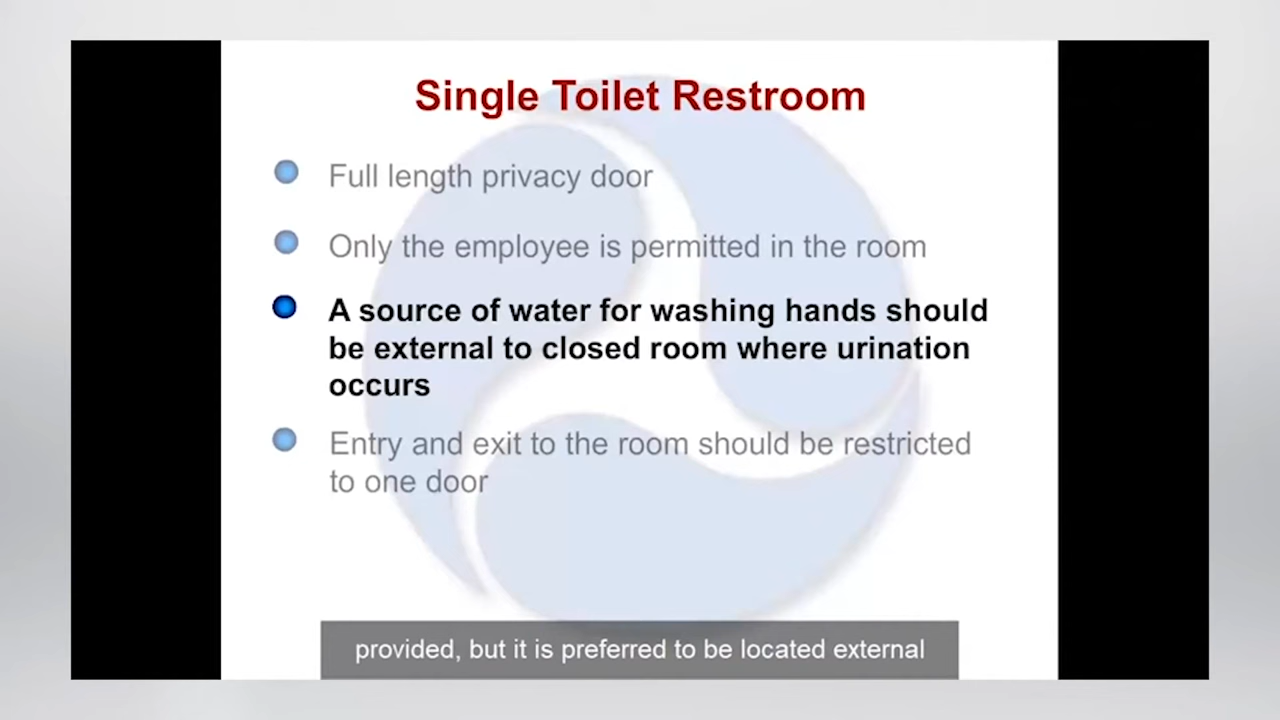 Single Toilet Restroom
Full length privacy door
Only the employee is permitted in the room
A source of water for washing hands should
be external to closed room where urination
occurs
Entry and exit to the room should be restricted
to one door
provided, but it is preferred to be located external